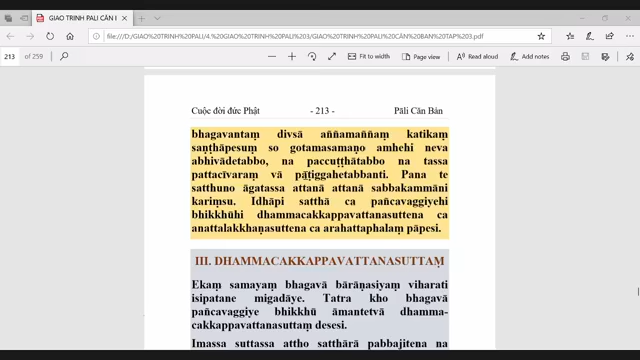 GIAO TRINH PALI CĂN I
file:///D:/GIAO%20TRINH%20PALI/4.%20GIAO%20TRINH%20PALI%203/GIAO%20TRINH%20PALI%20CĂN%20BAN%20TAP%203.pdf
213 of 259 Fit to width Page view Read aloud Add notes
Cuộc đời đức Phật - 213 - Pāli Căn Bản
bhagavantaṃ divsā aññamaññaṃ katikaṃ
saṇṭhāpesuṃ so gotamasamaṇo amhehi neva
abhivādetabbo, na paccuṭṭhātabbo na tassa
pattacīvaraṃ vā pāṭiggahetabbanti. Pana te
satthuno āgatassa attanā attanā sabbakammāni
kariṃsu. Idhāpi satthā ca pañcavaggiyehi
bhikkhūhi dhammacakkappavattanasuttena ca
anattalakkhaṇasuttena ca arahattaphalaṃ pāpesi.
III. DHAMMACAKKAPPAVATTANASUTTAṂ
Ekaṃ samayaṃ bhagavā bārāṇasiyaṃ viharati
isipatane migadāye. Tatra kho bhagavā
pañcavaggiye bhikkhū āmantetvā dhamma-
cakkappavattanasuttaṃ desesi.
Imassa suttassa attho satthārā pabbajitena na